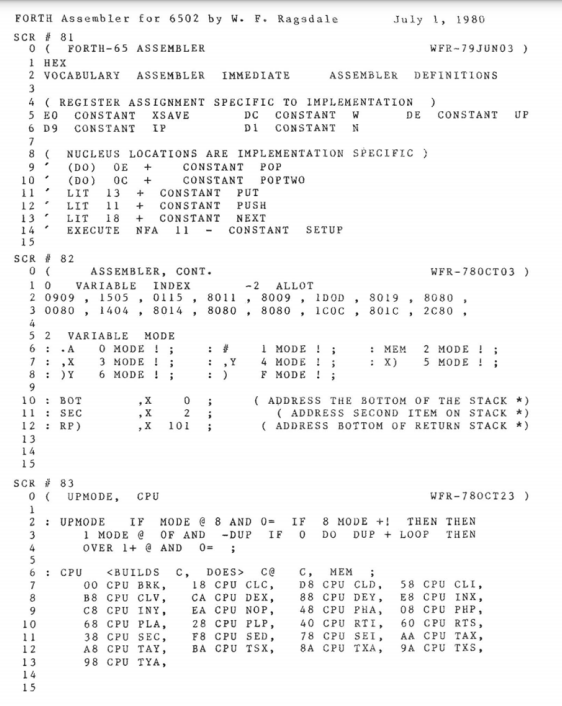 FORTH Assembler for 6502 by W. F. Ragsdale July 1, 1980
SCR # 81
0 ( FORTH-65 ASSEMBLER WFR-79JUN03 )
1 HEX
2 VOCABULARY ASSEMBLER IMMEDIATE ASSEMBLER DEFINITIONS
3
4 ( REGISTER ASSIGNMENT SPECIFIC TO IMPLEMENTATION )
5 E0 CONSTANT XSAVE DC CONSTANT W DE CONSTANT UP
6 D9 CONSTANT IP D1 CONSTANT N
7
8 ( NUCLEUS LOCATIONS ARE IMPLEMENTATION SPECIFIC )
9 ' (DO) 0E + CONSTANT POP
10 ' (DO) 0C + CONSTANT POPTWO
11 ' LIT 13 + CONSTANT PUT
12 ' LIT 11 + CONSTANT PUSH
13 ' LIT 18 + CONSTANT NEXT
14 ' EXECUTE NFA 11 - CONSTANT SETUP
15
SCR # 82
0 ( ASSEMBLER, CONT. WFR-78OCT03 )
1 0 VARIABLE INDEX -2 ALLOT
2 0909 , 1505 , 0115 , 8011 , 8009 , 1D0D , 8019 , 8080 ,
3 0080 , 1404 , 8014 , 8080 , 8080 , 1C0C , 801C , 2C80 ,
4
5 2 VARIABLE MODE
6 : .A 0 MODE ! ; : # 1 MODE ! ; : MEM 2 MODE ! ;
7 : ,X 3 MODE ! ; : ,Y 4 MODE ! ; : X) 5 MODE ! ;
8 : )Y 6 MODE ! ; : ) F MODE ! ;
9
10 : BOT ,X 0 ; ( ADDRESS THE BOTTOM OF THE STACK *)
11 : SEC ,X 2 ; ( ADDRESS SECOND ITEM ON STACK *)
12 : RP) ,X 101 ; ( ADDRESS BOTTOM OF RETURN STACK *)
13
14
15
SCR # 83
0 ( UPMODE, CPU WFR-78OCT23 )
1
2 : UPMODE IF MODE @ 8 AND 0= IF 8 MODE +! THEN THEN
3 1 MODE @ 0F AND -DUP IF 0 DO DUP + LOOP THEN
4 OVER 1+ @ AND 0= ;
5
6 : CPU <BUILDS C, DOES> C@ C, MEM ;
7 00 CPU BRK, 18 CPU CLC, D8 CPU CLD, 58 CPU CLI,
8 B8 CPU CLV, CA CPU DEX, 88 CPU DEY, E8 CPU INX,
9 C8 CPU INY, EA CPU NOP, 48 CPU PHA, 08 CPU PHP,
10 68 CPU PLA, 28 CPU PLP, 40 CPU RTI, 60 CPU RTS,
11 38 CPU SEC, F8 CPU SED, 78 CPU SEI, AA CPU TAX,
12 A8 CPU TAY, BA CPU TSX, 8A CPU TXA, 9A CPU TXS,
13 98 CPU TYA,
14
15